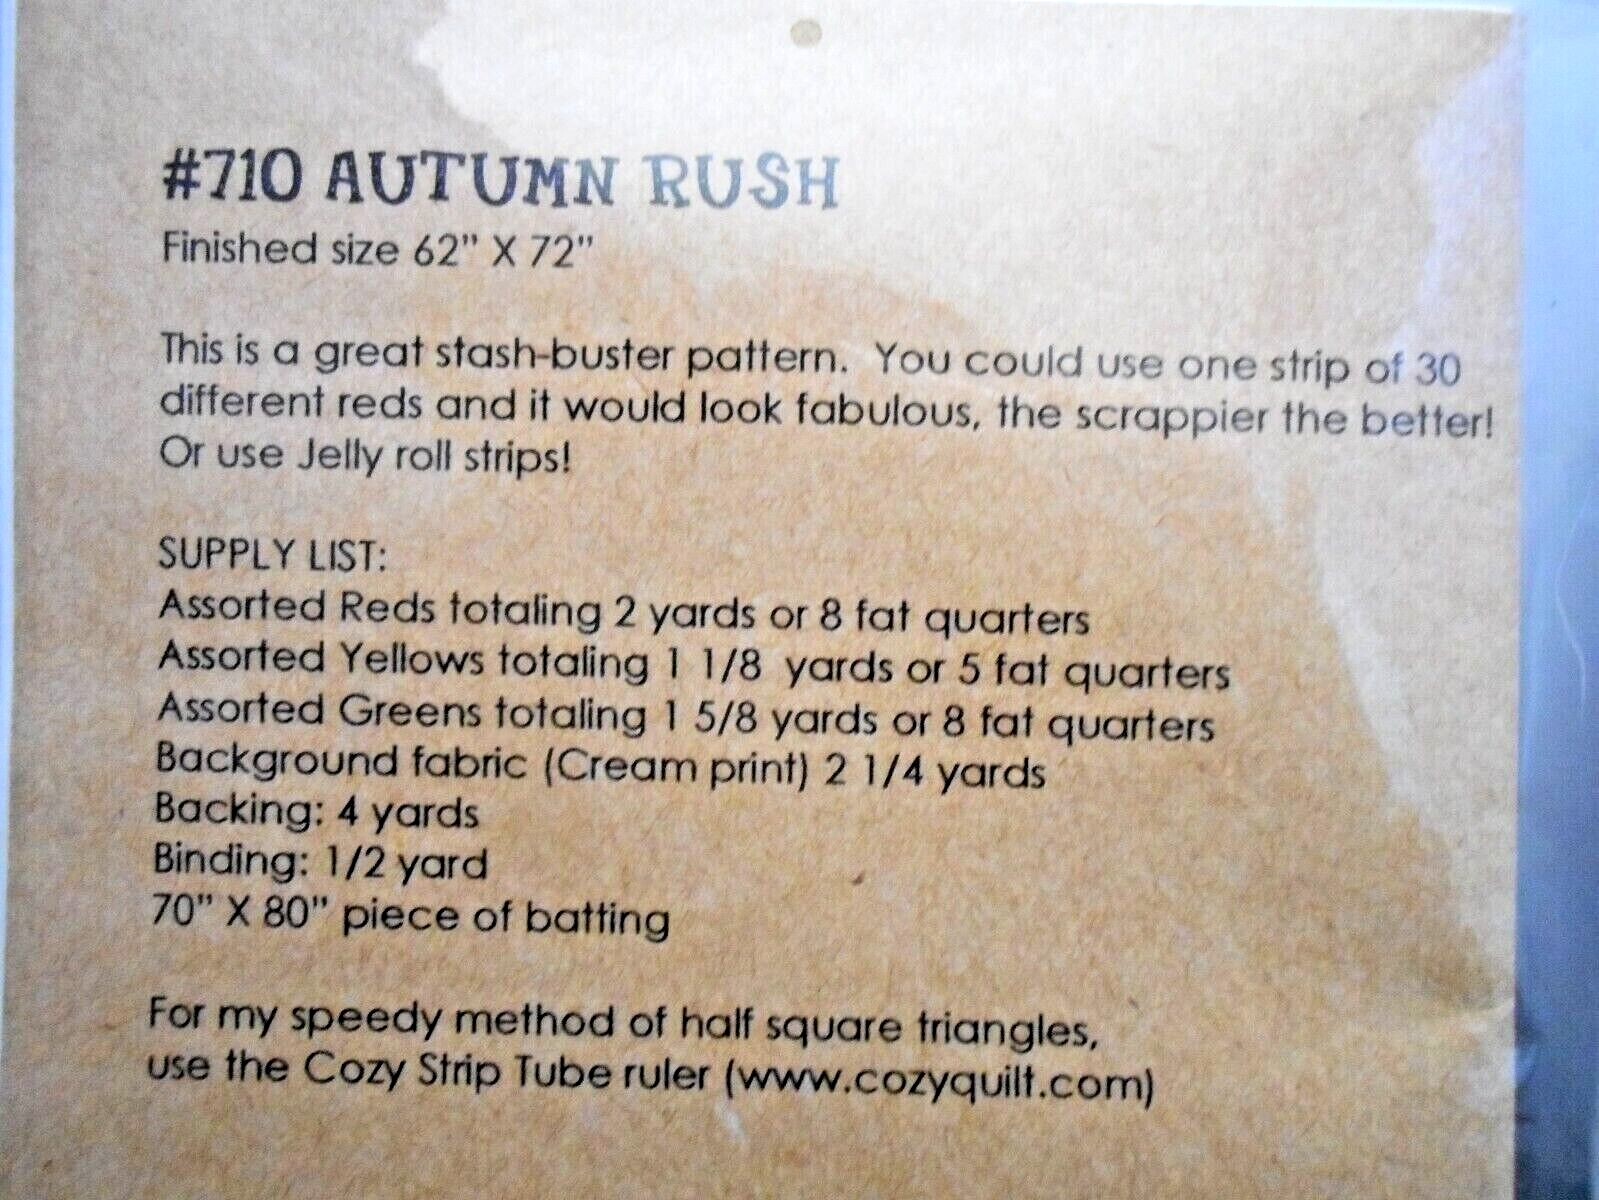 #710 AUTUMN RUSH
Finished size 62" X 72"
This is a great stash-buster pattern. You could use one strip of 30
different reds and it would look fabulous, the scrappier the better!
Or use Jelly roll strips!
SUPPLY LIST:
Assorted Reds totaling 2 yards or 8 fat quarters
Assorted Yellows totaling 1 1/8 yards or 5 fat quarters
Assorted Greens totaling 1 5/8 yards or 8 fat quarters
Background fabric (Cream print) 2 1/4 yards
Backing: 4 yards
Binding: 1/2 yard
70" X 80" piece of batting
For my speedy method of half square triangles,
use the Cozy Strip Tube ruler (www.cozyquilt.com)